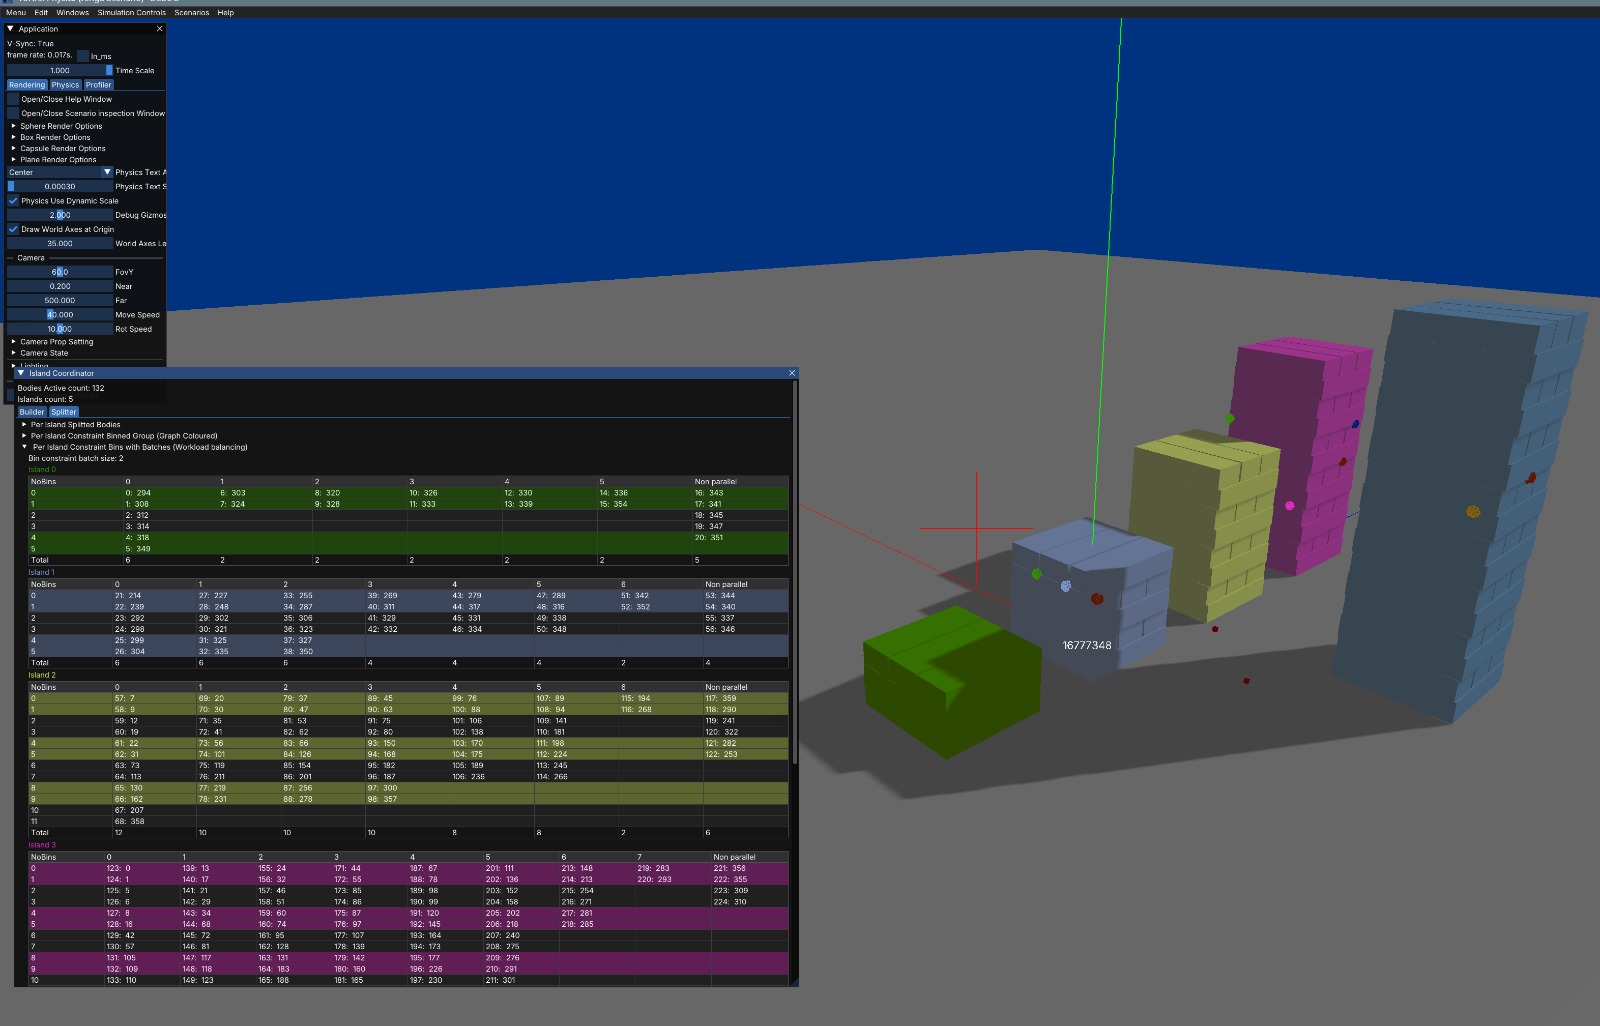 Menu Edit Windows Simulation Controls Scenarios Help
Application
V-Sync: True
frame rate: 0.017s. In_ms
1.000 Time Scale
Rendering Physics Profiler
Open/Close Help Window
Open/Close Scenario inspection Window
Sphere Render Options
Box Render Options
Capsule Render Options
Plane Render Options
Center Physics Text A
0.00030 Physics Text S
Physics Use Dynamic Scale
2.000 Debug Gizmos
Draw World Axes at Origin
35.000 World Axes Le
Camera
60.0 FovY
0.200 Near
500.000 Far
40.000 Move Speed
10.000 Rot Speed
Camera Prop Setting
Camera State
Lighting
Island Coordinator
Bodies Active count: 132
Islands count: 5
Builder Splitter
Per Island Splitted Bodies
Per Island Constraint Binned Group (Graph Coloured)
Per Island Constraint Bins with Batches (Workload balancing)
Bin constraint batch size: 2
Island 0
NoBins 0 1 2 3 4 5 Non parallel
0 0: 294 6: 303 8: 320 10: 326 12: 330 14: 336 16: 343
1 1: 308 7: 324 9: 328 11: 333 13: 339 15: 354 17: 341
2 2: 312 18: 345
3 3: 314 19: 347
4 4: 318 20: 351
5 5: 349
Total 6 2 2 2 2 2 5
Island 1
NoBins 0 1 2 3 4 5 6 Non parallel
0 21: 214 27: 227 33: 255 39: 269 43: 279 47: 289 51: 342 53: 344
1 22: 239 28: 248 34: 287 40: 311 44: 317 48: 316 52: 352 54: 340
2 23: 292 29: 302 35: 306 41: 329 45: 331 49: 338 55: 337
3 24: 298 30: 321 36: 323 42: 332 46: 334 50: 348 56: 346
4 25: 299 31: 325 37: 327
5 26: 304 32: 335 38: 350
Total 6 6 6 4 4 4 2 4
Island 2
NoBins 0 1 2 3 4 5 6 Non parallel
0 57: 7 69: 20 79: 37 89: 45 99: 76 107: 89 115: 194 117: 359
1 58: 9 70: 30 80: 47 90: 63 100: 88 108: 94 116: 268 118: 290
2 59: 12 71: 35 81: 53 91: 75 101: 106 109: 141 119: 241
3 60: 19 72: 41 82: 62 92: 80 102: 138 110: 181 120: 322
4 61: 22 73: 56 83: 66 93: 150 103: 170 111: 198 121: 282
5 62: 31 74: 101 84: 126 94: 168 104: 175 112: 224 122: 253
6 63: 73 75: 119 85: 154 95: 182 105: 189 113: 245
7 64: 113 76: 211 86: 201 96: 187 106: 236 114: 266
8 65: 130 77: 219 87: 256 97: 300
9 66: 162 78: 231 88: 278 98: 357
10 67: 207
11 68: 358
Total 12 10 10 10 8 8 2 6
Island 3
NoBins 0 1 2 3 4 5 6 7 Non parallel
0 123: 0 139: 13 155: 24 171: 44 187: 67 201: 111 213: 148 219: 283 221: 356
1 124: 1 140: 17 156: 32 172: 55 188: 78 202: 136 214: 213 220: 293 222: 355
2 125: 5 141: 21 157: 46 173: 85 189: 98 203: 152 215: 254 223: 309
3 126: 6 142: 29 158: 51 174: 86 190: 99 204: 158 216: 271 224: 310
4 127: 8 143: 34 159: 60 175: 87 191: 120 205: 202 217: 281
5 128: 16 144: 68 160: 74 176: 97 192: 145 206: 218 218: 285
6 129: 42 145: 72 161: 95 177: 107 193: 164 207: 240
7 130: 57 146: 81 162: 128 178: 139 194: 173 208: 275
8 131: 105 147: 117 163: 131 179: 142 195: 177 209: 276
9 132: 109 148: 118 164: 183 180: 160 196: 226 210: 291
10 133: 110 149: 123 165: 188 181: 165 197: 230 211: 301
16777348